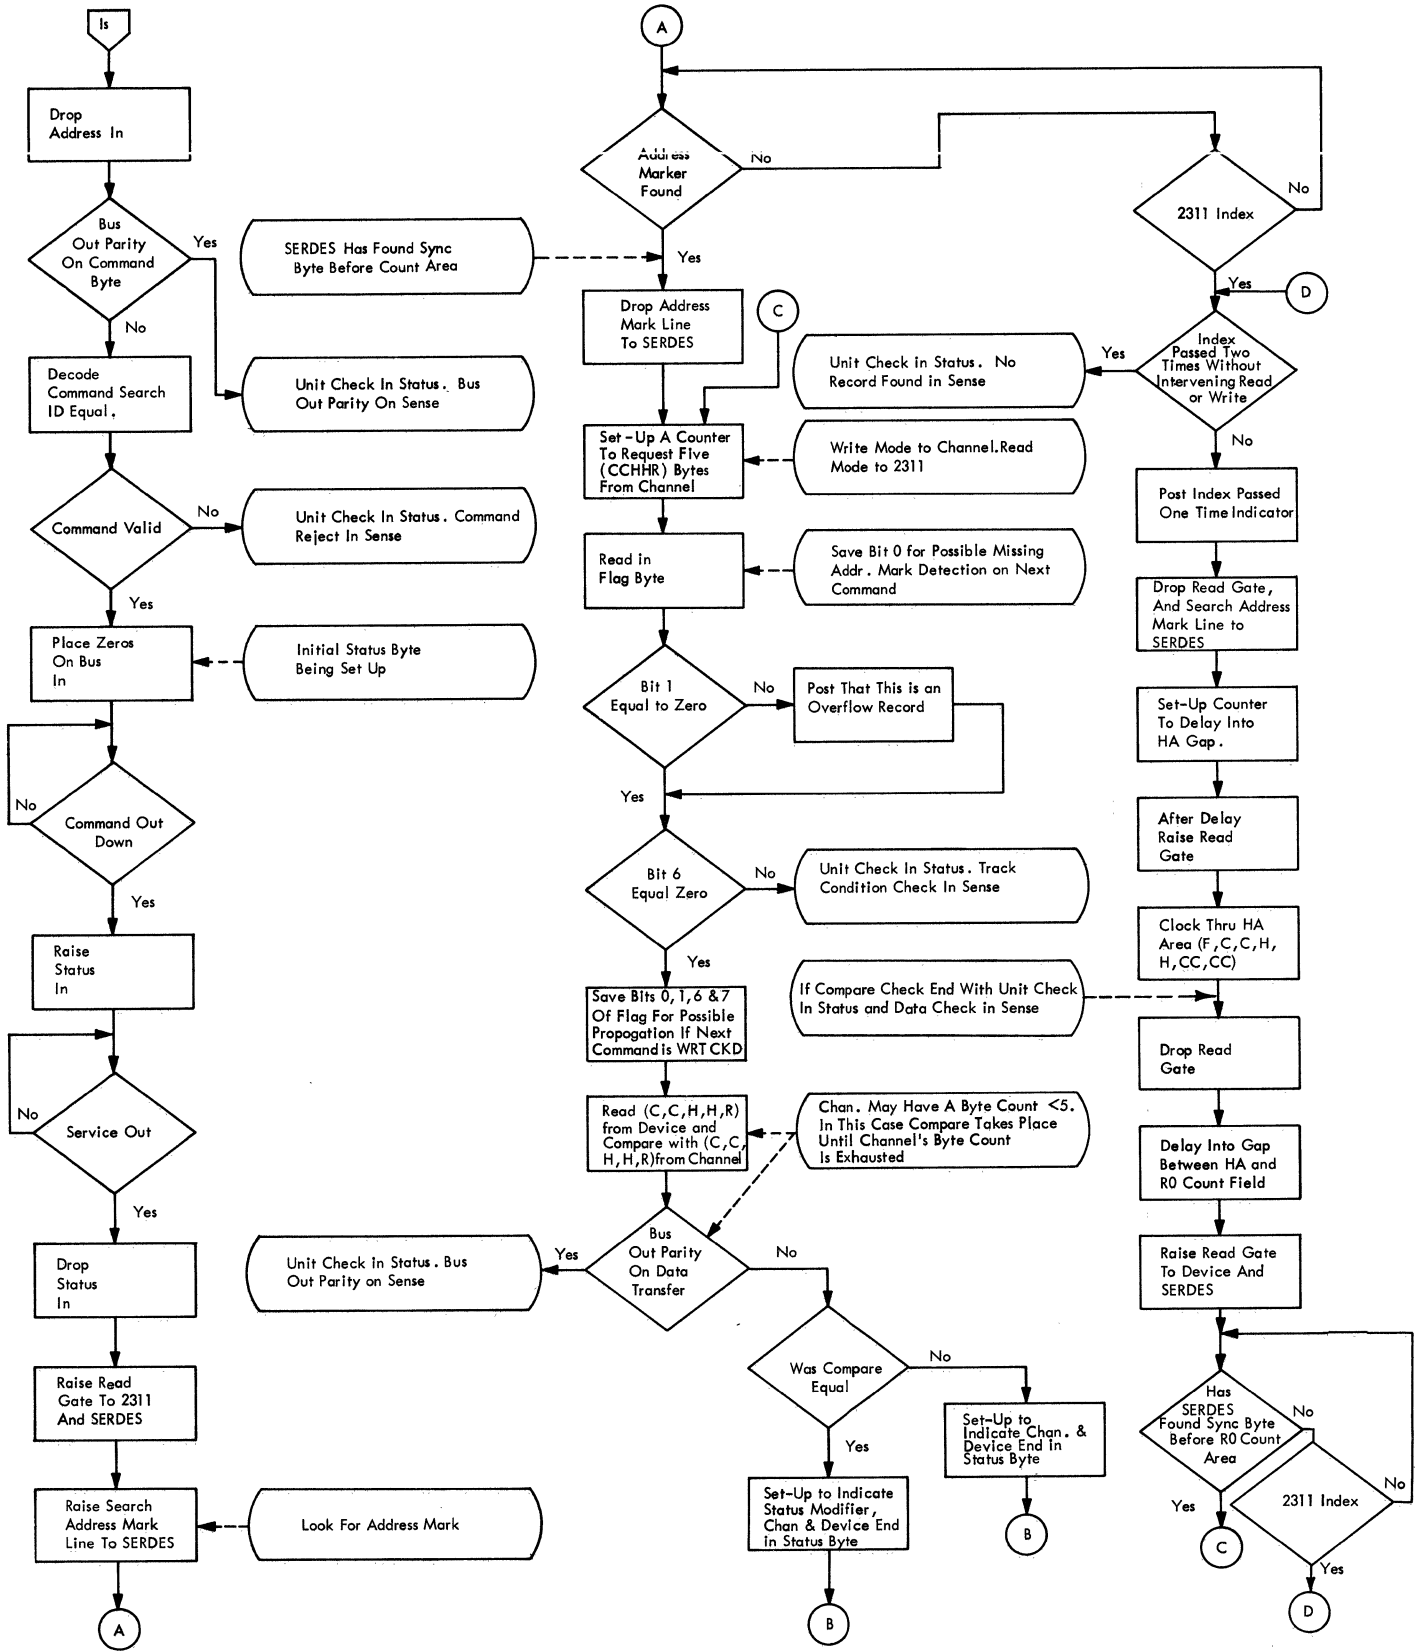 Is
Drop
Address In
Bus
Out Parity
On Command
Byte
Yes
No
Decode
Command Search
ID Equal.
Unit Check In Status. Bus
Out Parity On Sense
Command Valid
No
Unit Check In Status. Command
Reject In Sense
Yes
Place Zeros
On Bus
In
Initial Status Byte
Being Set Up
No
Command Out
Down
Yes
Raise
Status
In
No
Service Out
Yes
Drop
Status
In
Raise Read
Gate To 2311
And SERDES
Raise Search
Address Mark
Line To SERDES
Look For Address Mark
A
A
Address
Marker
Found
No
Yes
SERDES Has Found Sync
Byte Before Count Area
Drop Address
Mark Line
To SERDES
C
Set-Up A Counter
To Request Five
(CCHHR) Bytes
From Channel
Write Mode to Channel.Read
Mode to 2311
Read in
Flag Byte
Save Bit 0 for Possible Missing
Addr. Mark Detection on Next
Command
Bit 1
Equal to Zero
No
Post That This is an
Overflow Record
Yes
Bit 6
Equal Zero
No
Unit Check In Status. Track
Condition Check In Sense
Yes
Save Bits 0,1,6 &7
Of Flag For Possible
Propogation If Next
Command is WRT CKD
Read (C,C,H,H,R)
from Device and
Compare with (C,C,
H,H,R)from Channel
Chan. May Have A Byte Count <5.
In This Case Compare Takes Place
Until Channel's Byte Count
Is Exhausted
Bus
Out Parity
On Data
Transfer
Yes
Unit Check in Status. Bus
Out Parity on Sense
No
Was Compare
Equal
No
Set-Up to
Indicate Chan. &
Device End in
Status Byte
B
Yes
Set-Up to Indicate
Status Modifier,
Chan & Device End
in Status Byte
B
2311 Index
No
Yes
D
Index
Passed Two
Times Without
Intervening Read
or Write
Yes
Unit Check in Status. No
Record Found in Sense
No
Post Index Passed
One Time Indicator
Drop Read Gate,
And Search Address
Mark Line to
SERDES
Set-Up Counter
To Delay Into
HA Gap.
After Delay
Raise Read
Gate
Clock Thru HA
Area (F,C,C,H,
H,CC,CC)
If Compare Check End With Unit Check
In Status and Data Check in Sense
Drop Read
Gate
Delay Into Gap
Between HA and
R0 Count Field
Raise Read Gate
To Device And
SERDES
Has
SERDES
Found Sync Byte
Before R0 Count
Area
No
Yes
C
2311 Index
No
Yes
D